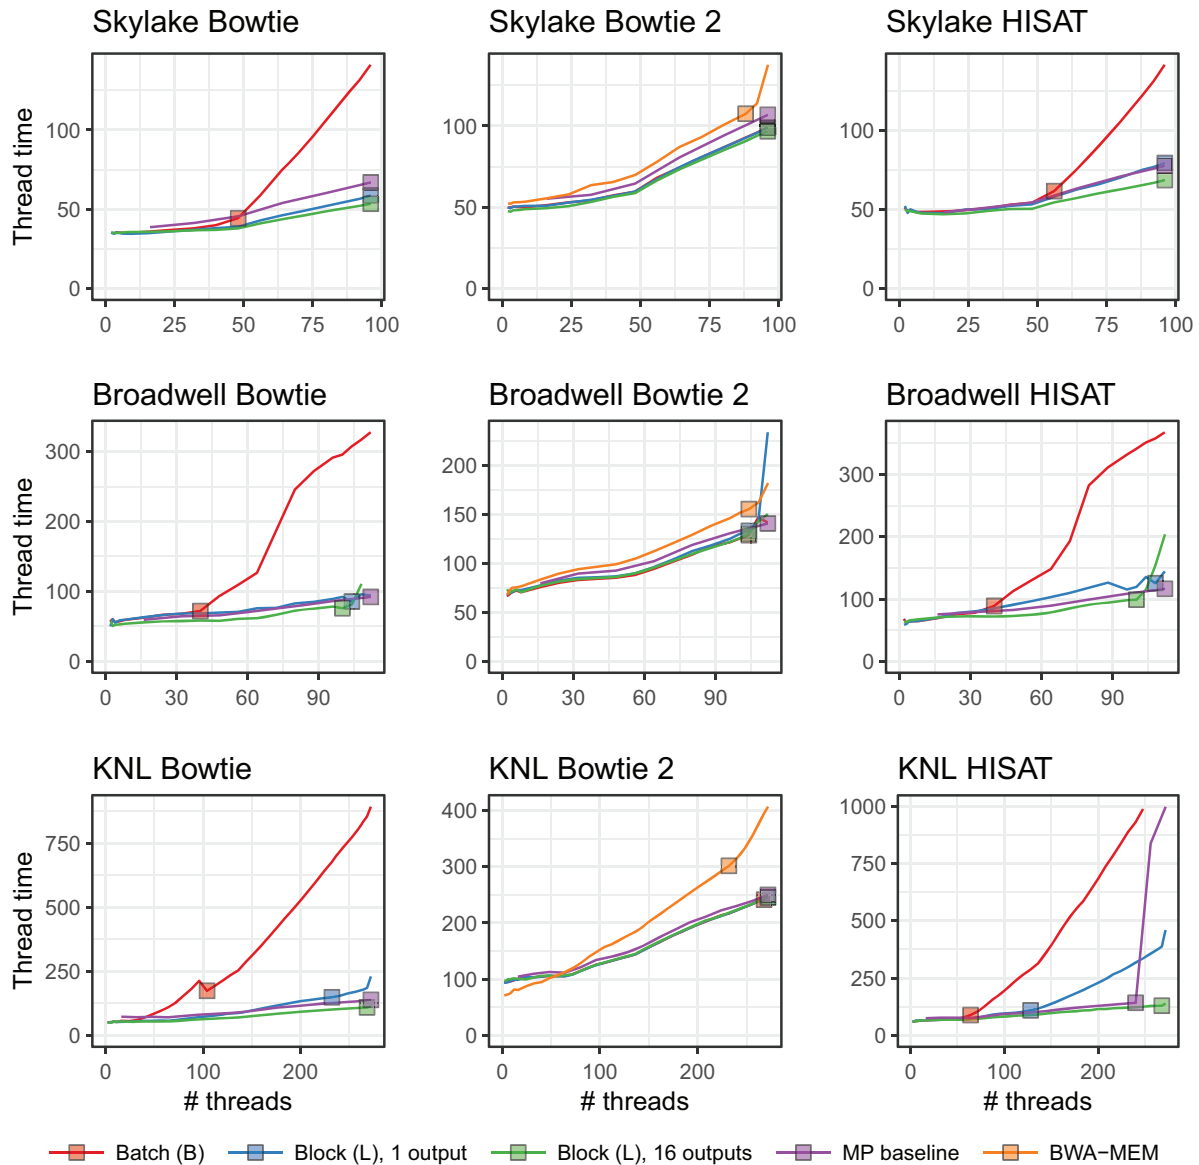 Skylake Bowtie
Skylake Bowtie 2
Skylake HISAT
Thread time
100
50
0
0 25 50 75 100
100
50
0
0 25 50 75 100
100
50
0
0 25 50 75 100
Broadwell Bowtie
Broadwell Bowtie 2
Broadwell HISAT
Thread time
300
200
100
0
0 30 60 90
200
150
100
50
0
0 30 60 90
300
200
100
0
0 30 60 90
KNL Bowtie
KNL Bowtie 2
KNL HISAT
Thread time
750
500
250
0
0 100 200
# threads
400
300
200
100
0
0 100 200
# threads
1000
750
500
250
0
0 100 200
# threads
Batch (B) Block (L), 1 output Block (L), 16 outputs MP baseline BWA−MEM